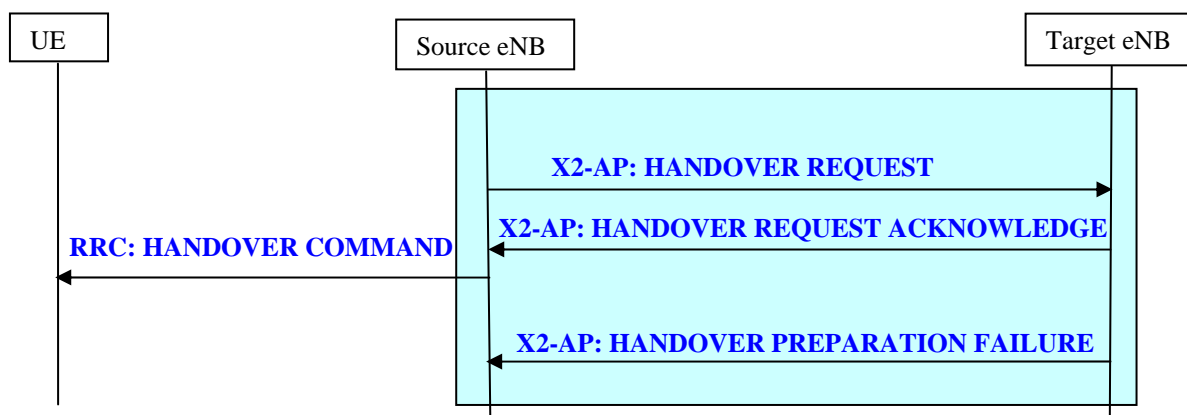 UE
Source eNB
Target eNB
X2-AP: HANDOVER REQUEST
X2-AP: HANDOVER REQUEST ACKNOWLEDGE
RRC: HANDOVER COMMAND
X2-AP: HANDOVER PREPARATION FAILURE